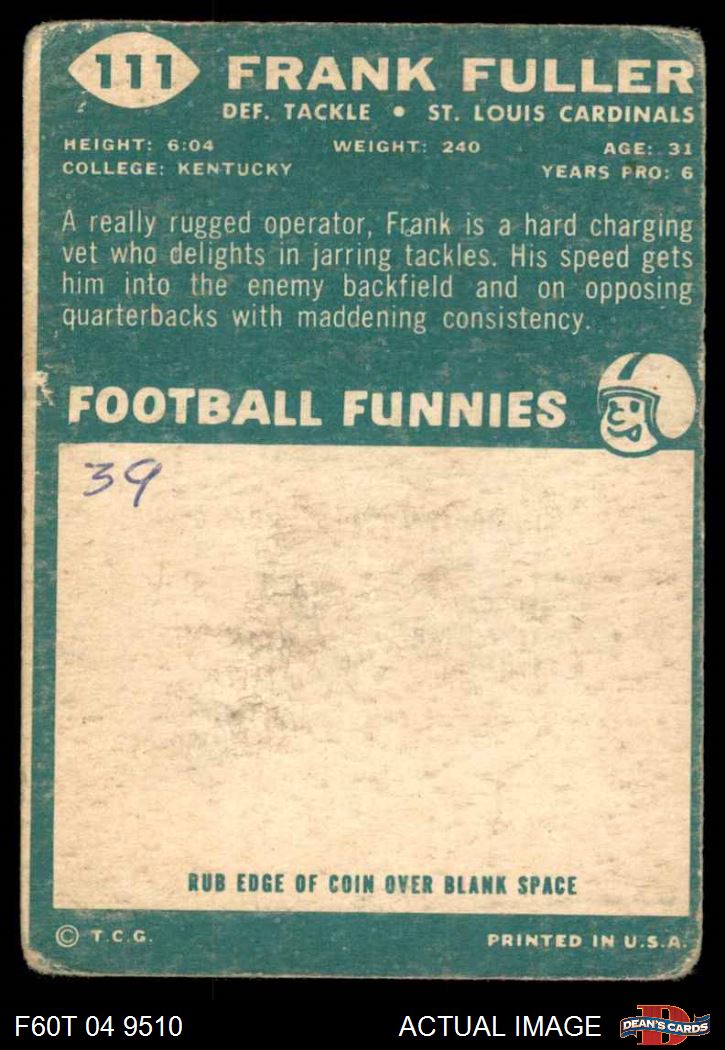 111 FRANK FULLER
DEF. TACKLE • ST. LOUIS CARDINALS
HEIGHT: 6:04 WEIGHT: 240 AGE: 31
COLLEGE: KENTUCKY YEARS PRO: 6
A really rugged operator, Frank is a hard charging
vet who delights in jarring tackles. His speed gets
him into the enemy backfield and on opposing
quarterbacks with maddening consistency.
FOOTBALL FUNNIES
39
RUB EDGE OF COIN OVER BLANK SPACE
© T.C.G. PRINTED IN U.S.A.
F60T 04 9510 ACTUAL IMAGE DEAN'S CARDS